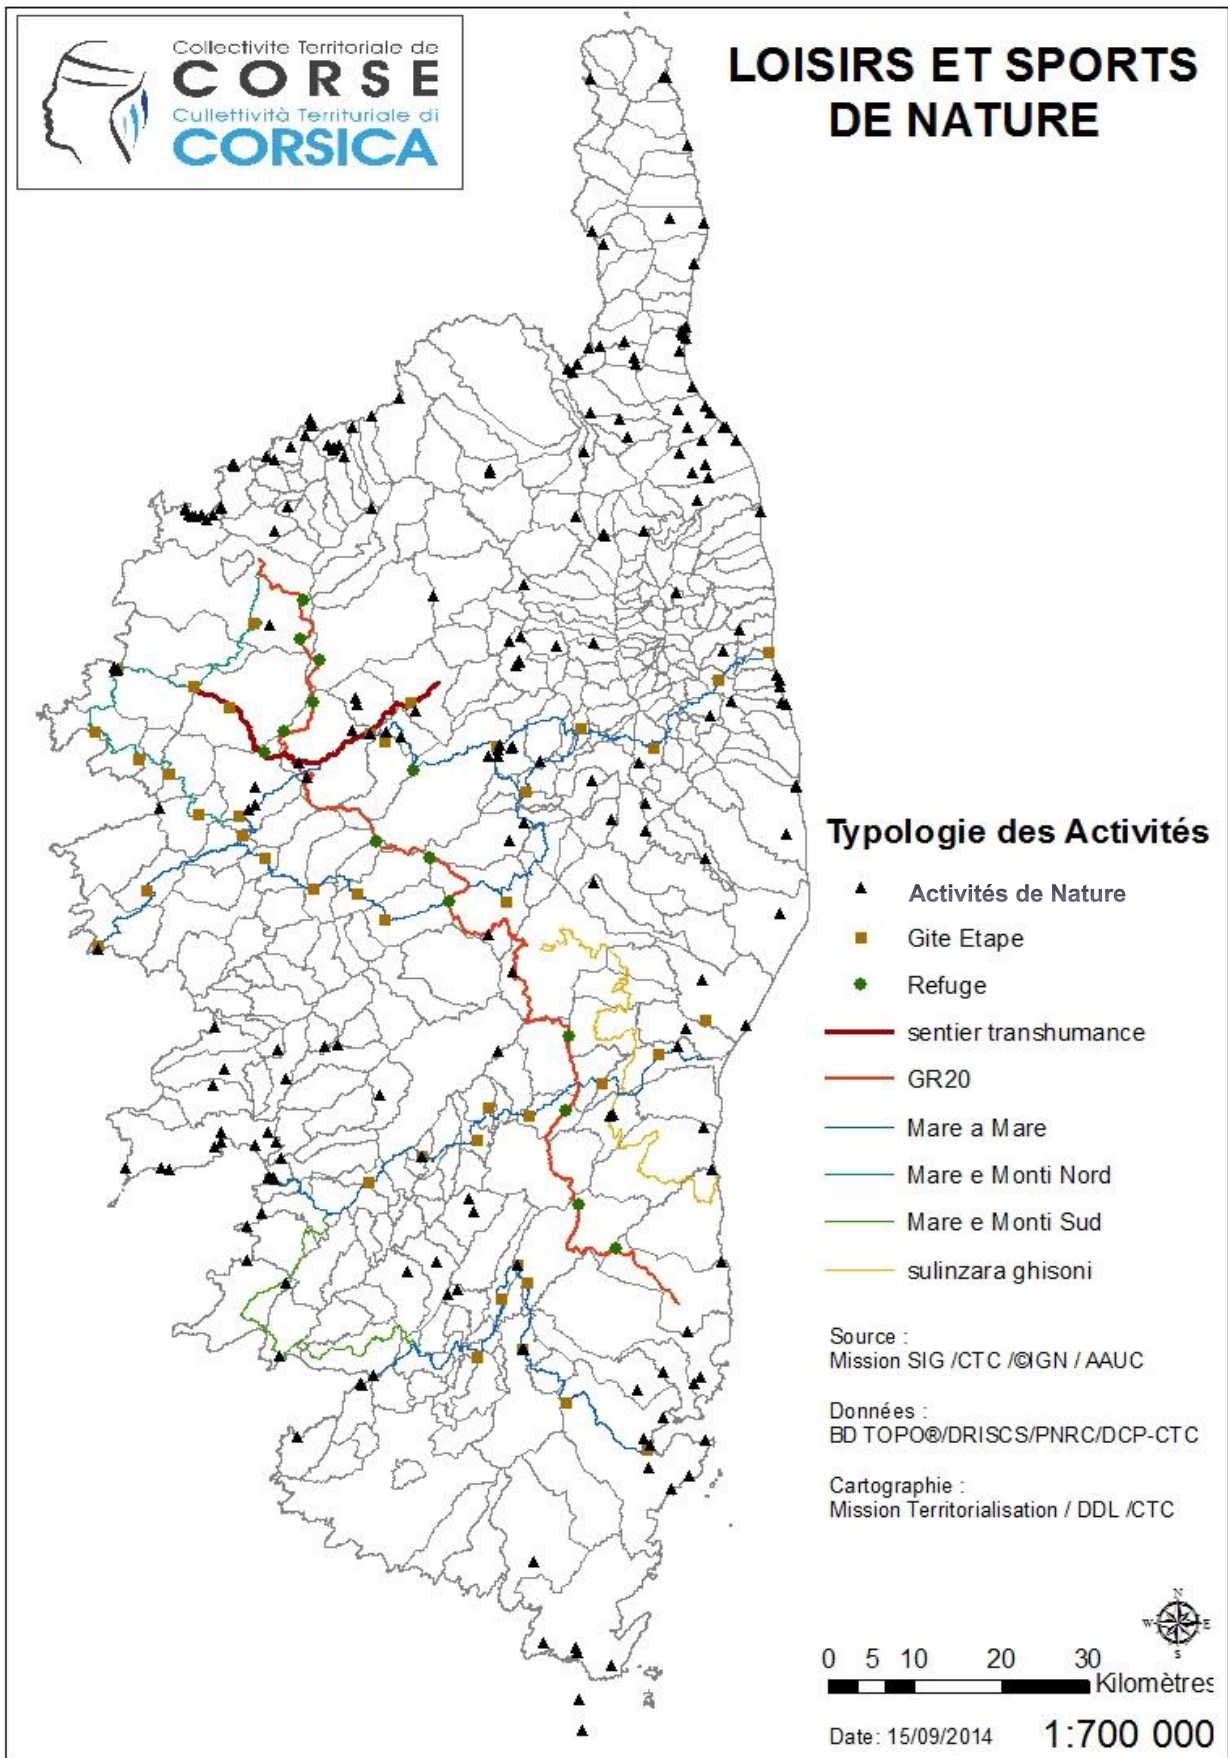 Collectivite Territoriale de
CORSE
Cullettività Territuriale di
CORSICA
LOISIRS ET SPORTS
DE NATURE
Typologie des Activités
Activités de Nature
Gite Etape
Refuge
sentier transhumance
GR20
Mare a Mare
Mare e Monti Nord
Mare e Monti Sud
sulinzara ghisoni
Source :
Mission SIG /CTC /©IGN / AAUC
Données :
BD TOPO®/DRISCS/PNRC/DCP-CTC
Cartographie :
Mission Territorialisation / DDL /CTC
N
W E
S
0 5 10 20 30
Kilomètres
Date: 15/09/2014 1:700 000